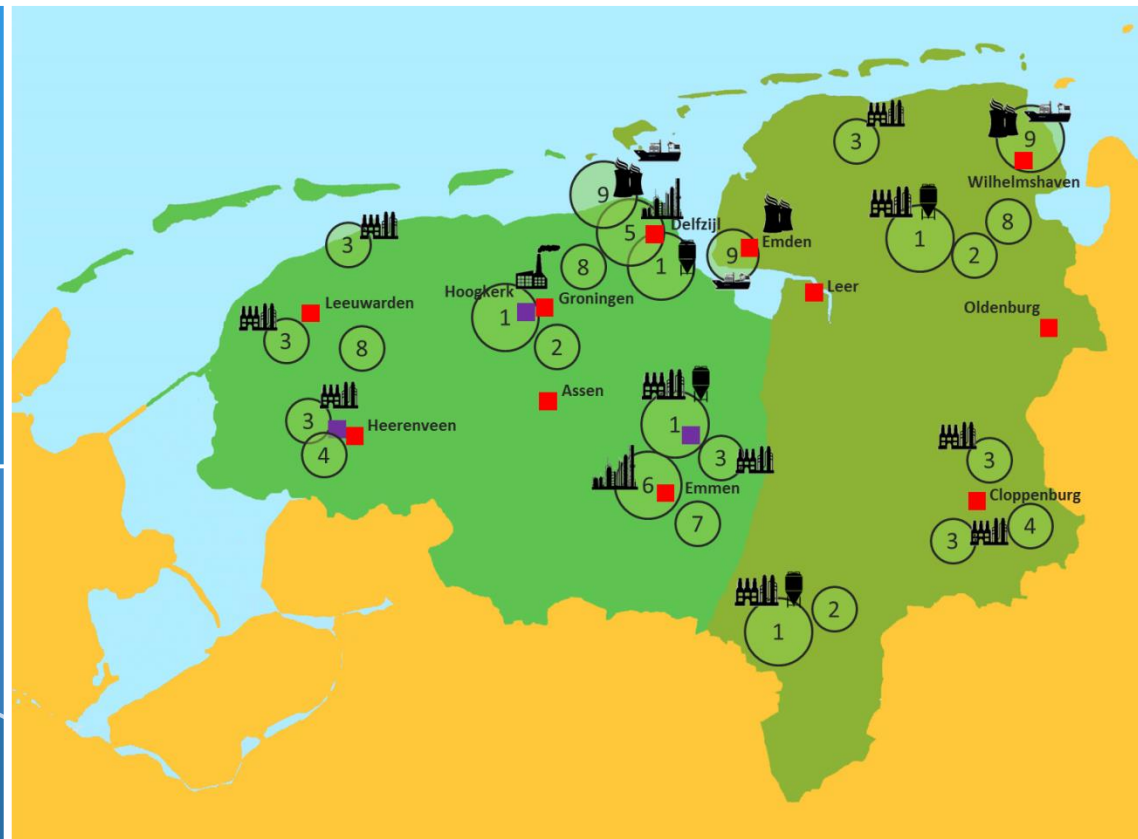 3
9
Wilhelmshaven
9
Delfzijl
5
3
1
8
2
Emden
9
8
1
Hoogkerk
Groningen
1
2
Leer
Leeuwarden
3
8
Oldenburg
Assen
3
Heerenveen
4
1
3
6
Emmen
7
3
Cloppenburg
3
4
2
1